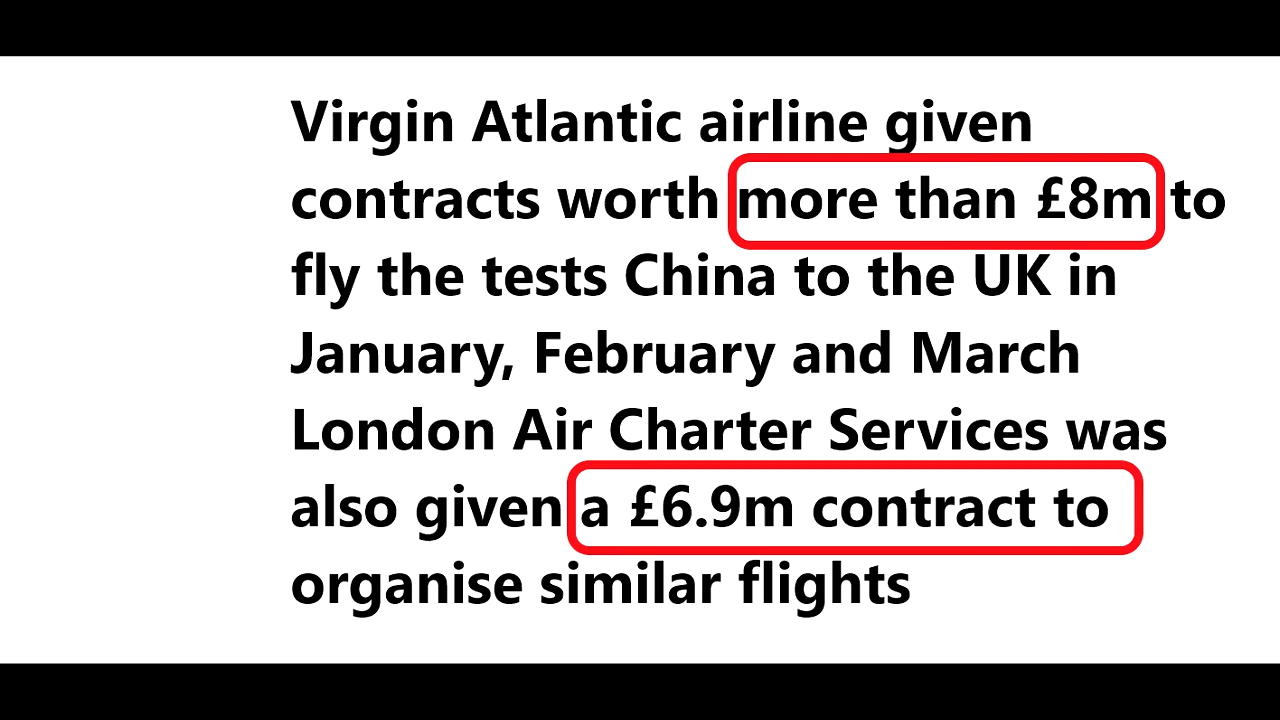 Virgin Atlantic airline given
contracts worth more than £8m to
fly the tests China to the UK in
January, February and March
London Air Charter Services was
also given a £6.9m contract to
organise similar flights